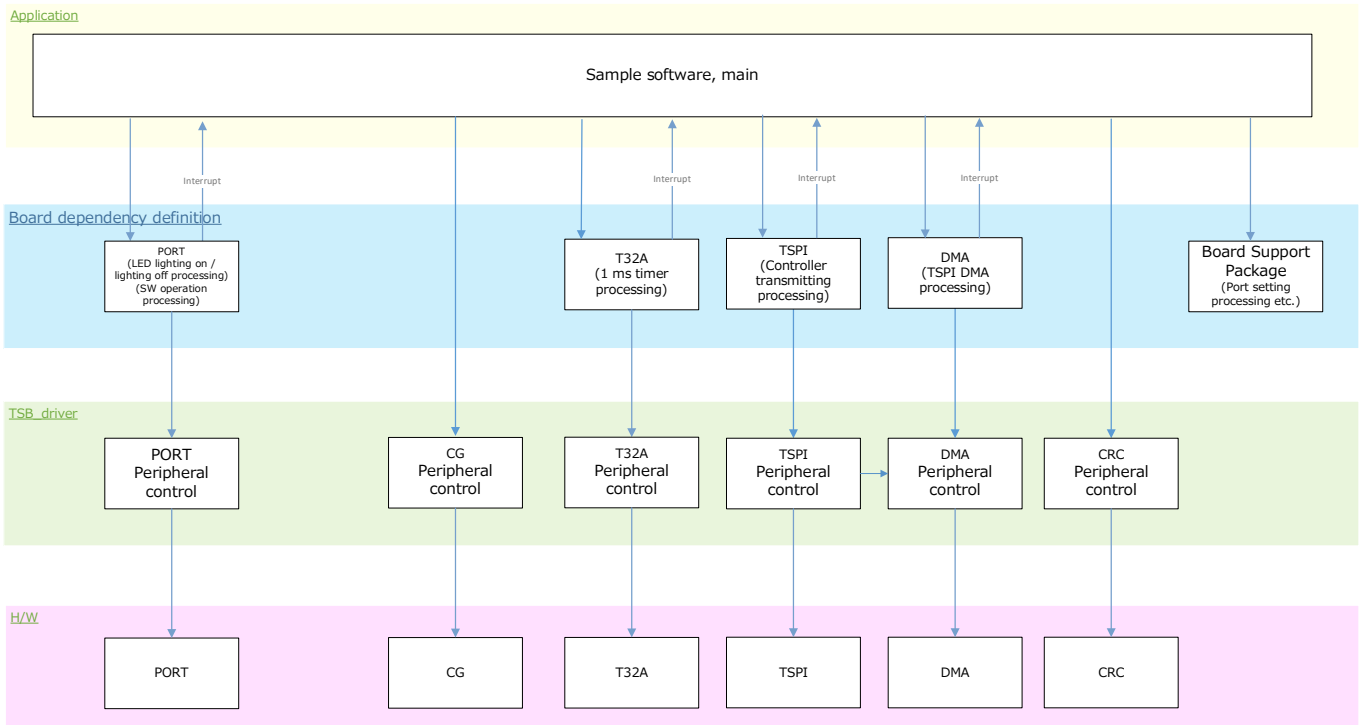 Application
Sample software, main
Interrupt
Interrupt
Interrupt
Interrupt
Board dependency definition
PORT
(LED lighting on /
lighting off processing)
(SW operation
processing)
T32A
(1 ms timer
processing)
TSPI
(Controller
transmitting
processing)
DMA
(TSPI DMA
processing)
Board Support
Package
(Port setting
processing etc.)
TSB_driver
PORT
Peripheral
control
CG
Peripheral
control
T32A
Peripheral
control
TSPI
Peripheral
control
DMA
Peripheral
control
CRC
Peripheral
control
H/W
PORT
CG
T32A
TSPI
DMA
CRC